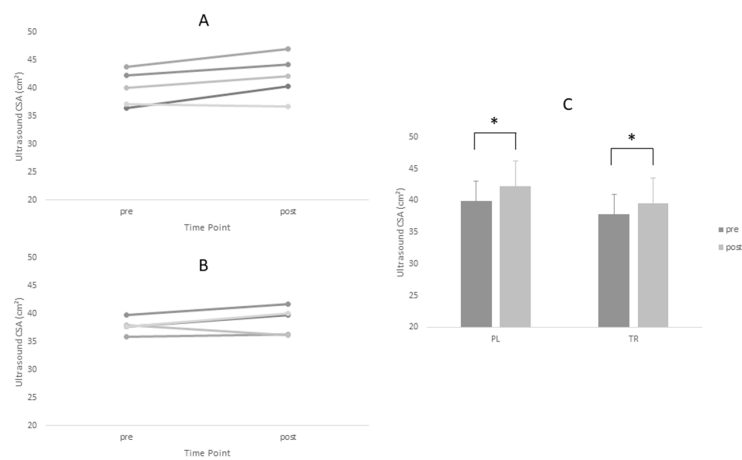 A
Ultrasound CSA (cm²)
50
45
40
35
30
25
20
pre
post
Time Point
B
Ultrasound CSA (cm²)
50
45
40
35
30
25
20
pre
post
Time Point
C
Ultrasound CSA (cm²)
50
45
40
35
30
25
20
*
*
PL
TR
pre
post